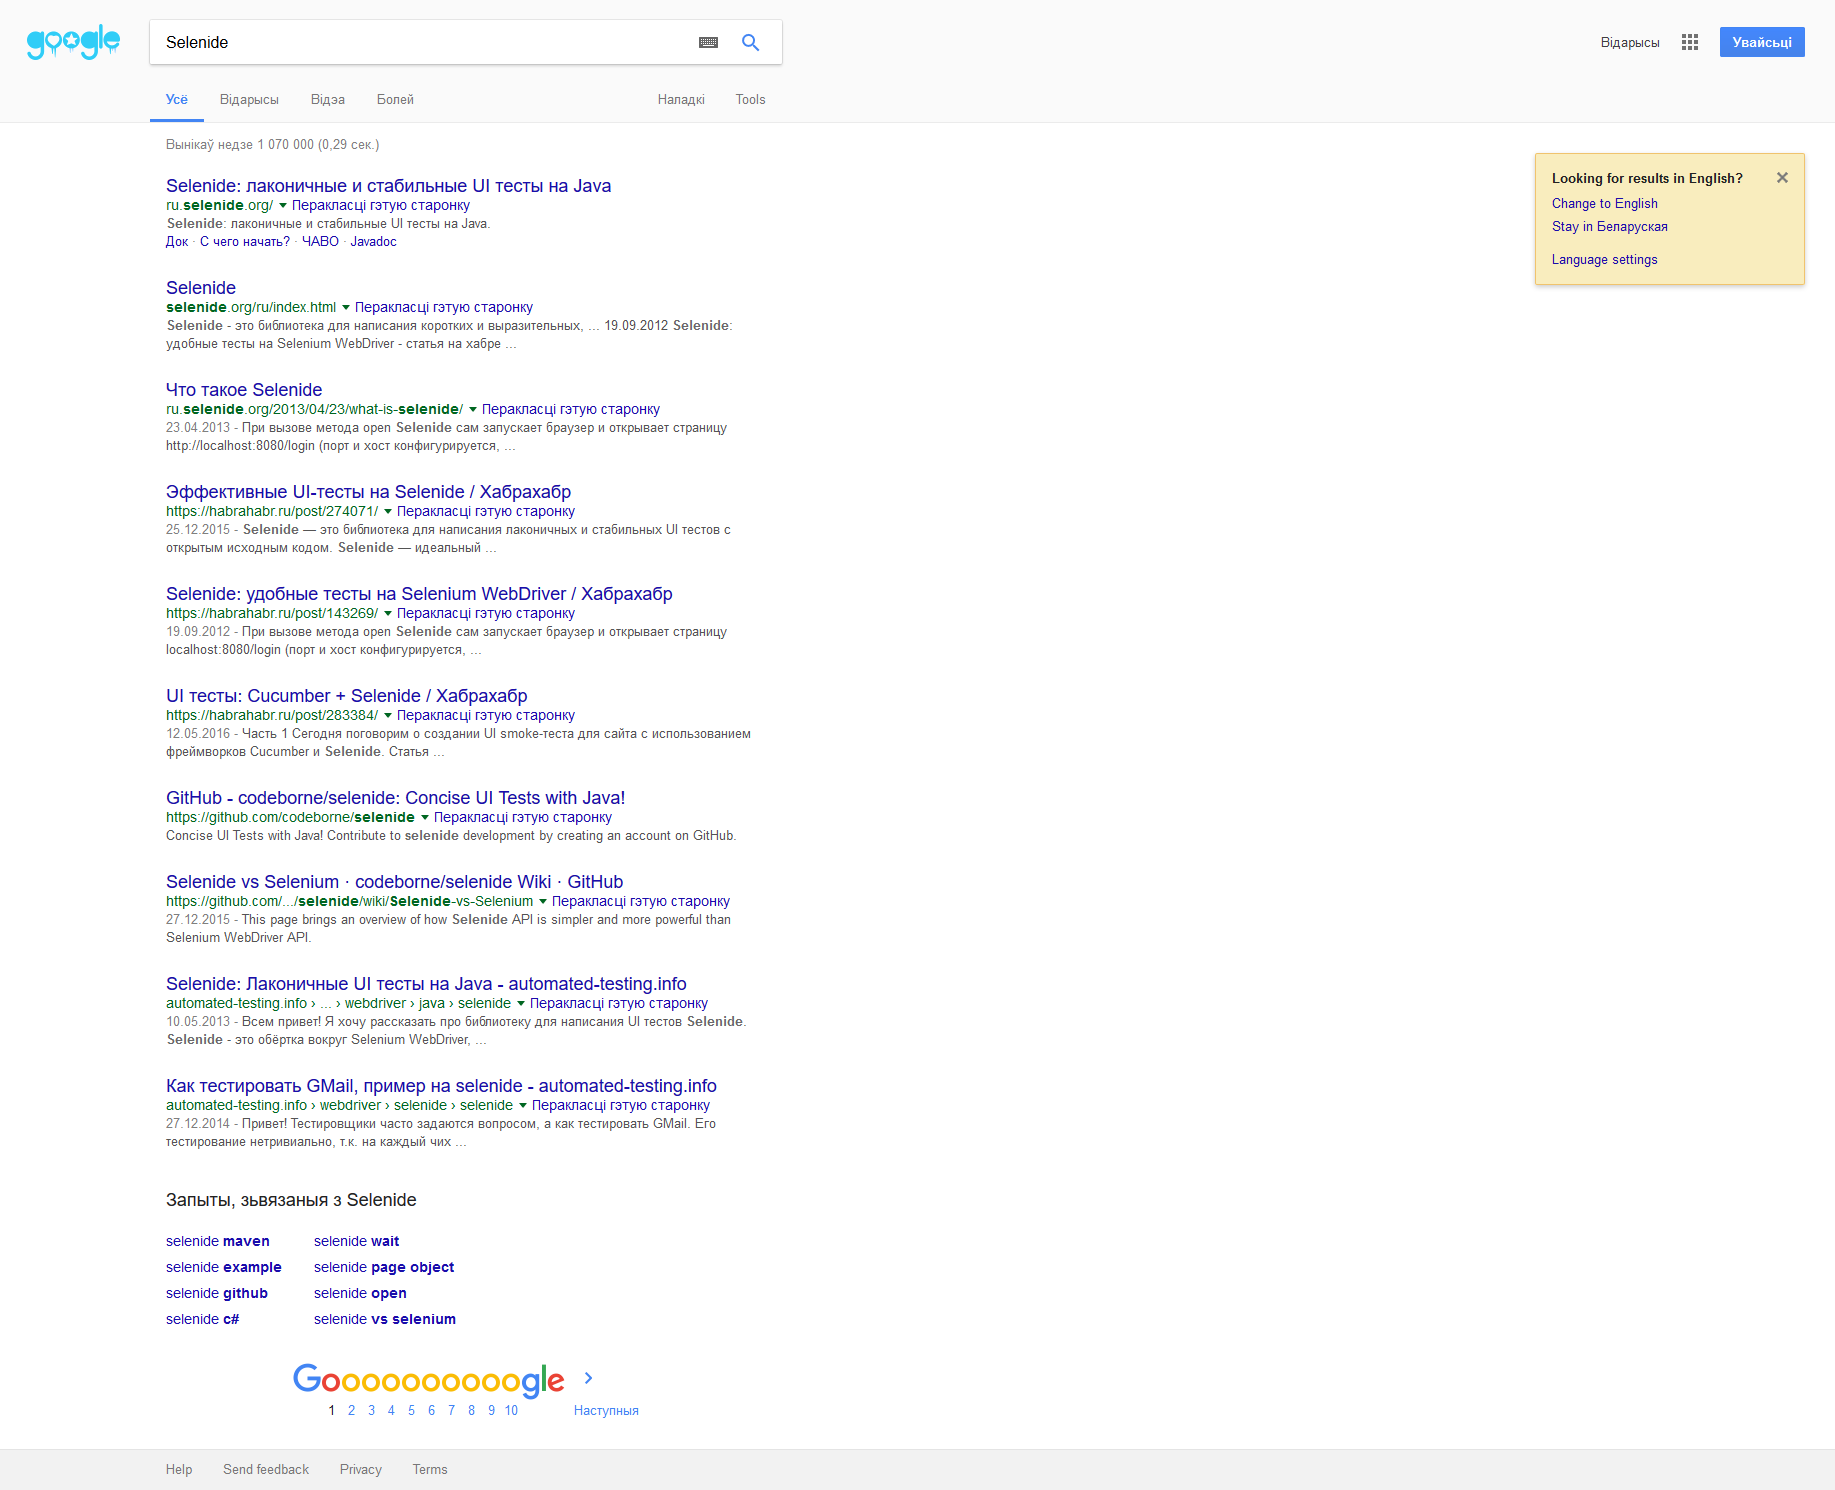 google
Selenide
Відарысы
Увайсьці
Усё Відарысы Відэа Болей Наладкі Tools
Вынікаў недзе 1 070 000 (0,29 сек.)
Looking for results in English?
Change to English
Stay in Беларуская
Language settings
Selenide: лаконичные и стабильные UI тесты на Java
ru.selenide.org/ Перакласці гэтую старонку
Selenide: лаконичные и стабильные UI тесты на Java.
Док · С чего начать? · ЧАВО · Javadoc
Selenide
selenide.org/ru/index.html Перакласці гэтую старонку
Selenide - это библиотека для написания коротких и выразительных, ... 19.09.2012 Selenide:
удобные тесты на Selenium WebDriver - статья на хабре ...
Что такое Selenide
ru.selenide.org/2013/04/23/what-is-selenide/ Перакласці гэтую старонку
23.04.2013 - При вызове метода open Selenide сам запускает браузер и открывает страницу
http://localhost:8080/login (порт и хост конфигурируется, ...
Эффективные UI-тесты на Selenide / Хабрахабр
https://habrahabr.ru/post/274071/ Перакласці гэтую старонку
25.12.2015 - Selenide — это библиотека для написания лаконичных и стабильных UI тестов с
открытым исходным кодом. Selenide — идеальный ...
Selenide: удобные тесты на Selenium WebDriver / Хабрахабр
https://habrahabr.ru/post/143269/ Перакласці гэтую старонку
19.09.2012 - При вызове метода open Selenide сам запускает браузер и открывает страницу
localhost:8080/login (порт и хост конфигурируется, ...
UI тесты: Cucumber + Selenide / Хабрахабр
https://habrahabr.ru/post/283384/ Перакласці гэтую старонку
12.05.2016 - Часть 1 Сегодня поговорим о создании UI smoke-теста для сайта с использованием
фреймворков Cucumber и Selenide. Статья ...
GitHub - codeborne/selenide: Concise UI Tests with Java!
https://github.com/codeborne/selenide Перакласці гэтую старонку
Concise UI Tests with Java! Contribute to selenide development by creating an account on GitHub.
Selenide vs Selenium · codeborne/selenide Wiki · GitHub
https://github.com/.../selenide/wiki/Selenide-vs-Selenium Перакласці гэтую старонку
27.12.2015 - This page brings an overview of how Selenide API is simpler and more powerful than
Selenium WebDriver API.
Selenide: Лаконичные UI тесты на Java - automated-testing.info
automated-testing.info › ... › webdriver › java › selenide Перакласці гэтую старонку
10.05.2013 - Всем привет! Я хочу рассказать про библиотеку для написания UI тестов Selenide.
Selenide - это обёртка вокруг Selenium WebDriver, ...
Как тестировать GMail, пример на selenide - automated-testing.info
automated-testing.info › webdriver › selenide › selenide Перакласці гэтую старонку
27.12.2014 - Привет! Тестировщики часто задаются вопросом, а как тестировать GMail. Его
тестирование нетривиально, т.к. на каждый чих ...
Запыты, зьвязаныя з Selenide
selenide maven selenide wait
selenide example selenide page object
selenide github selenide open
selenide c# selenide vs selenium
Goooooooooogle
1 2 3 4 5 6 7 8 9 10 Наступныя
Help Send feedback Privacy Terms